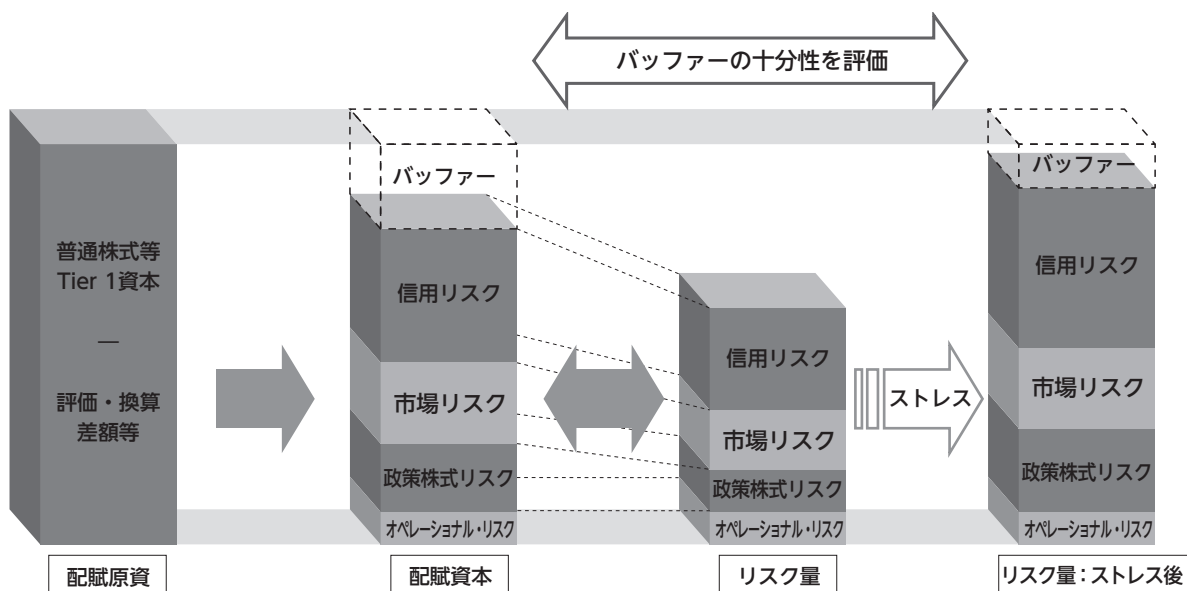 バッファーの十分性を評価
普通株式等
Tier 1資本
―
評価・換算
差額等
配賦原資
バッファー
信用リスク
市場リスク
政策株式リスク
オペレーショナル・リスク
配賦資本
信用リスク
市場リスク
政策株式リスク
オペレーショナル・リスク
リスク量
ストレス
バッファー
信用リスク
市場リスク
政策株式リスク
オペレーショナル・リスク
リスク量：ストレス後